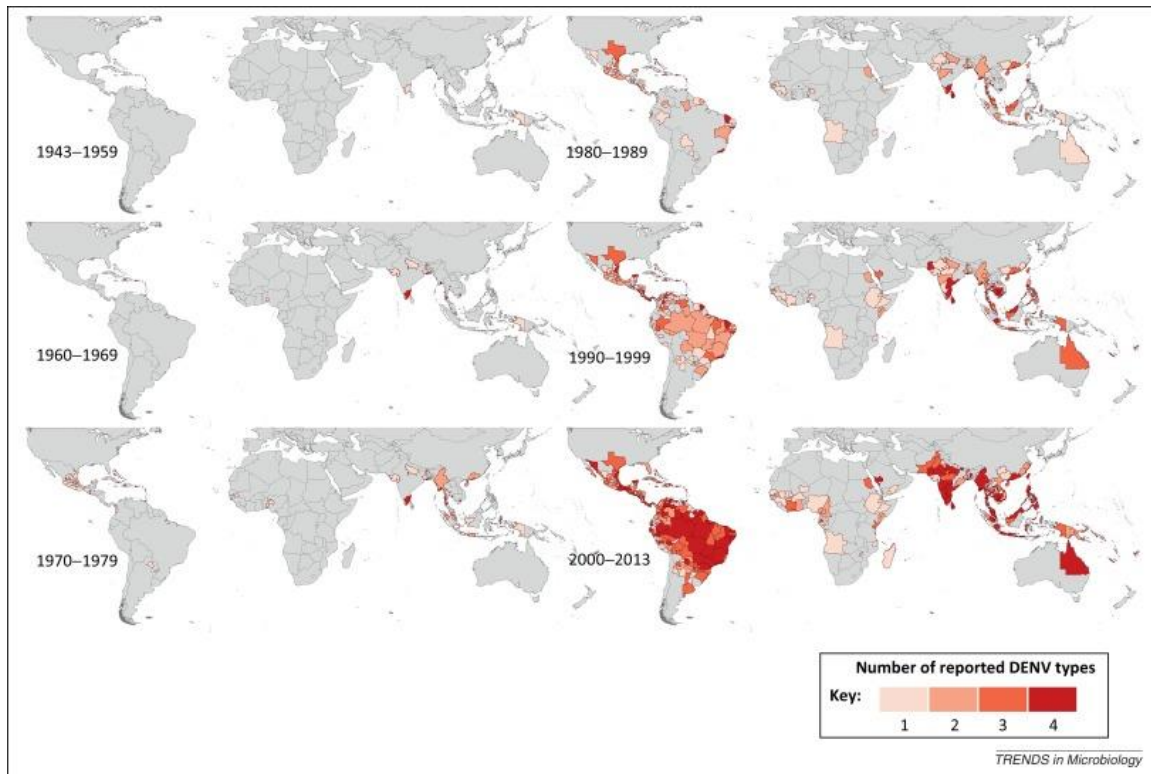 1943–1959
1980–1989
1960–1969
1990–1999
1970–1979
2000–2013
Number of reported DENV types
Key:
1 2 3 4
TRENDS in Microbiology